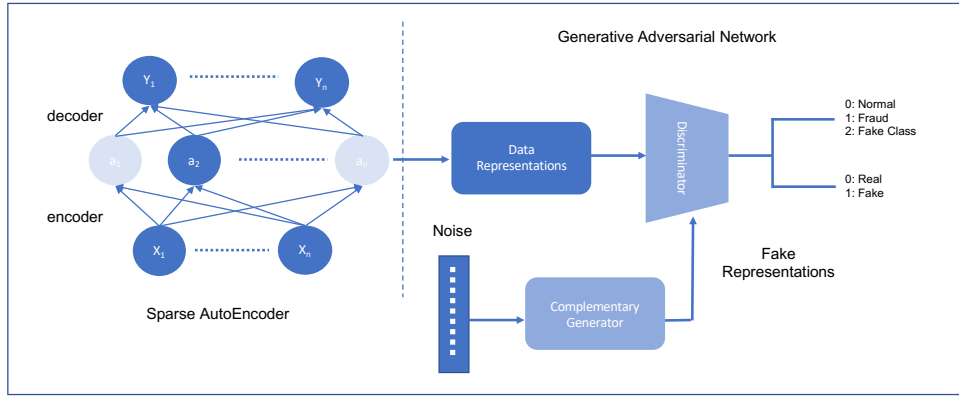 Generative Adversarial Network
Y1
Yn
decoder
a1
a2
an
encoder
X1
Xn
Sparse AutoEncoder
Data
Representations
Discriminator
0: Normal
1: Fraud
2: Fake Class
0: Real
1: Fake
Noise
Complementary
Generator
Fake
Representations